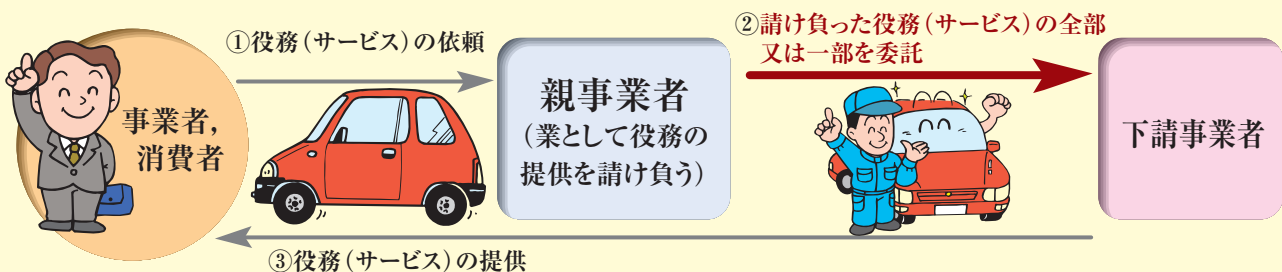 ①役務(サービス)の依頼
②請け負った役務(サービス)の全部
又は一部を委託
事業者,
消費者
親事業者
(業として役務の
提供を請け負う)
下請事業者
③役務(サービス)の提供